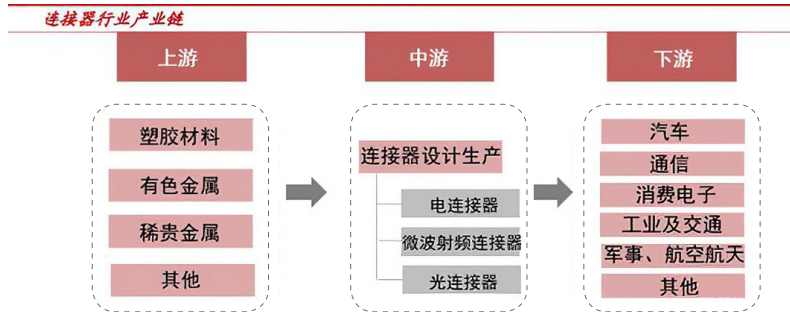 连接器行业产业链
上游
中游
下游
塑胶材料
有色金属
稀贵金属
其他
连接器设计生产
电连接器
微波射频连接器
光连接器
汽车
通信
消费电子
工业及交通
军事、航空航天
其他